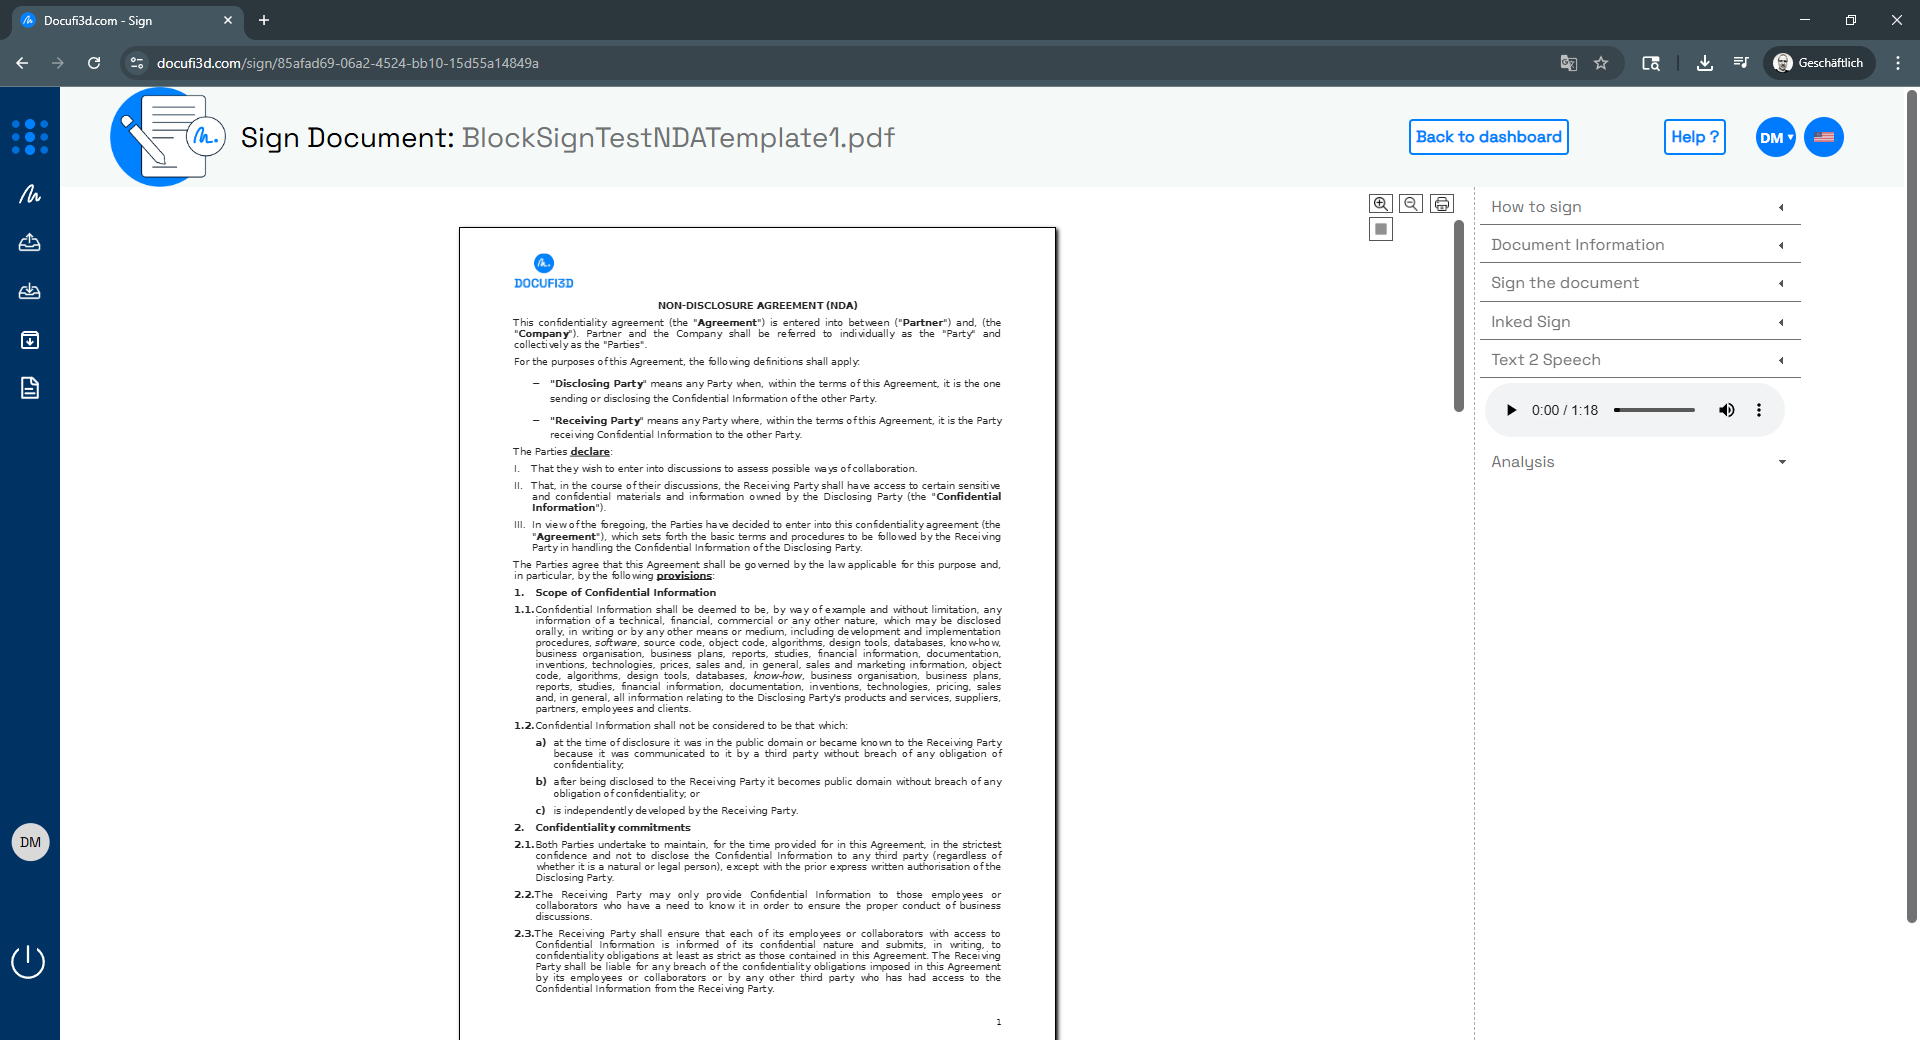 Docufi3d.com - Sign
docufi3d.com/sign/85afad69-06a2-4524-bb10-15d55a14849a
Geschäftlich
Sign Document: BlockSignTestNDATemplate1.pdf
Back to dashboard
Help ?
DM
DOCUFI3D
NON-DISCLOSURE AGREEMENT (NDA)
This confidentiality agreement (the "Agreement") is entered into between ("Partner") and, (the
"Company"). Partner and the Company shall be referred to individually as the "Party" and
collectively as the "Parties".
For the purposes of this Agreement, the following definitions shall apply:
– "Disclosing Party" means any Party when, within the terms of this Agreement, it is the one
sending or disclosing the Confidential Information of the other Party.
– "Receiving Party" means any Party where, within the terms of this Agreement, it is the Party
receiving Confidential Information to the other Party.
The Parties declare:
I. That they wish to enter into discussions to assess possible ways of collaboration.
II. That, in the course of their discussions, the Receiving Party shall have access to certain sensitive
and confidential materials and information owned by the Disclosing Party (the "Confidential
Information").
III. In view of the foregoing, the Parties have decided to enter into this confidentiality agreement (the
"Agreement"), which sets forth the basic terms and procedures to be followed by the Receiving
Party in handling the Confidential Information of the Disclosing Party.
The Parties agree that this Agreement shall be governed by the law applicable for this purpose and,
in particular, by the following provisions:
1. Scope of Confidential Information
1.1. Confidential Information shall be deemed to be, by way of example and without limitation, any
information of a technical, financial, commercial or any other nature, which may be disclosed
orally, in writing or by any other means or medium, including development and implementation
procedures, software, source code, object code, algorithms, design tools, databases, know-how,
business organisation, business plans, reports, studies, financial information, documentation,
inventions, technologies, prices, sales and, in general, sales and marketing information, object
code, algorithms, design tools, databases, know-how, business organisation, business plans,
reports, studies, financial information, documentation, inventions, technologies, pricing, sales
and, in general, all information relating to the Disclosing Party's products and services, suppliers,
partners, employees and clients.
1.2. Confidential Information shall not be considered to be that which:
a) at the time of disclosure it was in the public domain or became known to the Receiving Party
because it was communicated to it by a third party without breach of any obligation of
confidentiality;
b) after being disclosed to the Receiving Party it becomes public domain without breach of any
obligation of confidentiality; or
c) is independently developed by the Receiving Party.
2. Confidentiality commitments
2.1. Both Parties undertake to maintain, for the time provided for in this Agreement, in the strictest
confidence and not to disclose the Confidential Information to any third party (regardless of
whether it is a natural or legal person), except with the prior express written authorisation of the
Disclosing Party.
2.2. The Receiving Party may only provide Confidential Information to those employees or
collaborators who have a need to know it in order to ensure the proper conduct of business
discussions.
2.3. The Receiving Party shall ensure that each of its employees or collaborators with access to
Confidential Information is informed of its confidential nature and submits, in writing, to
confidentiality obligations at least as strict as those contained in this Agreement. The Receiving
Party shall be liable for any breach of the confidentiality obligations imposed in this Agreement
by its employees or collaborators or by any other third party who has had access to the
Confidential Information from the Receiving Party.
1
How to sign
Document Information
Sign the document
Inked Sign
Text 2 Speech
0:00 / 1:18
Analysis
DM